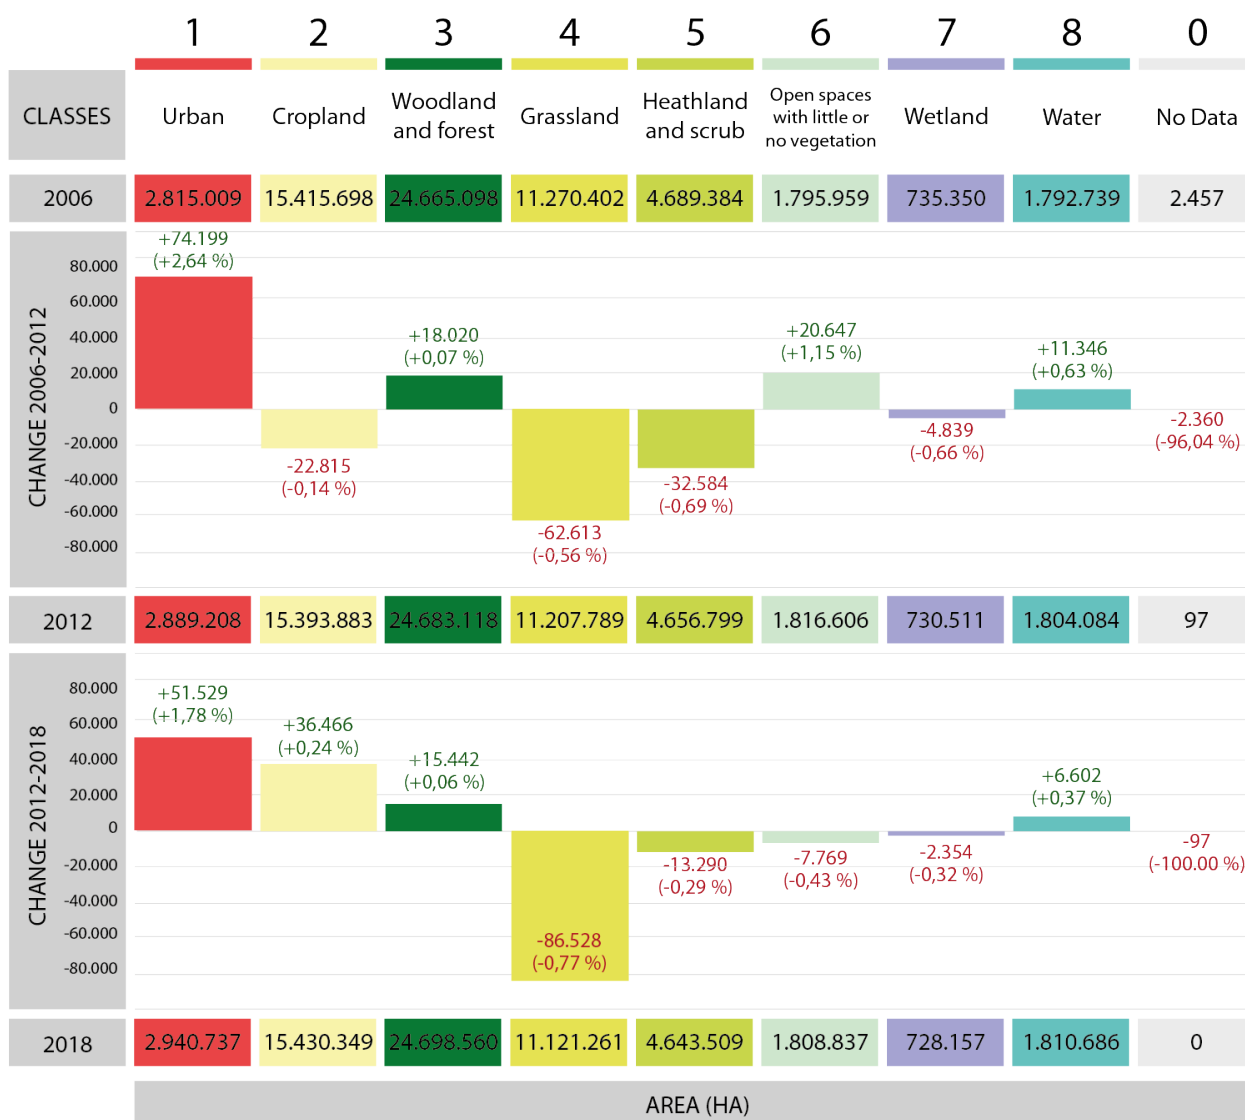 1 2 3 4 5 6 7 8 0
CLASSES
Urban
Cropland
Woodland
and forest
Grassland
Heathland
and scrub
Open spaces
with little or
no vegetation
Wetland
Water
No Data
2006 2.815.009 15.415.698 24.665.098 11.270.402 4.689.384 1.795.959 735.350 1.792.739 2.457
CHANGE 2006-2012
80.000
60.000
40.000
20.000
0
-20.000
-40.000
-60.000
-80.000
+74.199
(+2,64 %)
-22.815
(-0,14 %)
+18.020
(+0,07 %)
-62.613
(-0,56 %)
-32.584
(-0,69 %)
+20.647
(+1,15 %)
-4.839
(-0,66 %)
+11.346
(+0,63 %)
-2.360
(-96,04 %)
2012 2.889.208 15.393.883 24.683.118 11.207.789 4.656.799 1.816.606 730.511 1.804.084 97
CHANGE 2012-2018
80.000
60.000
40.000
20.000
0
-20.000
-40.000
-60.000
-80.000
+51.529
(+1,78 %)
+36.466
(+0,24 %)
+15.442
(+0,06 %)
-86.528
(-0,77 %)
-13.290
(-0,29 %)
-7.769
(-0,43 %)
-2.354
(-0,32 %)
+6.602
(+0,37 %)
-97
(-100.00 %)
2018 2.940.737 15.430.349 24.698.560 11.121.261 4.643.509 1.808.837 728.157 1.810.686 0
AREA (HA)